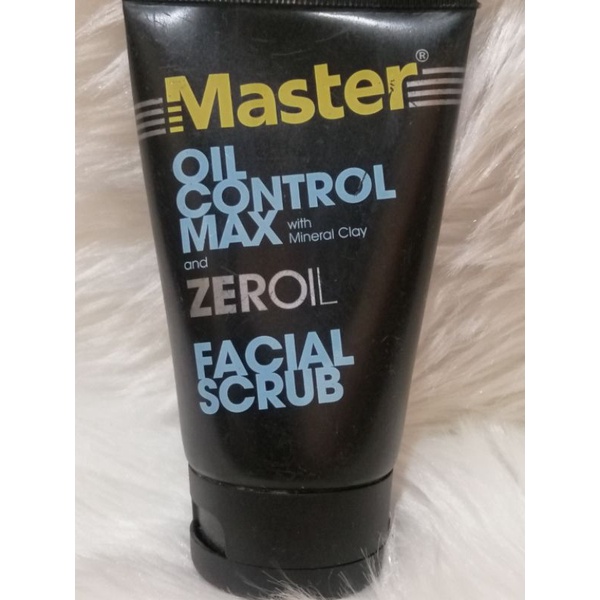 Master®
OIL
CONTROL
MAX with
Mineral Clay
and
ZEROIL
FACIAL
SCRUB